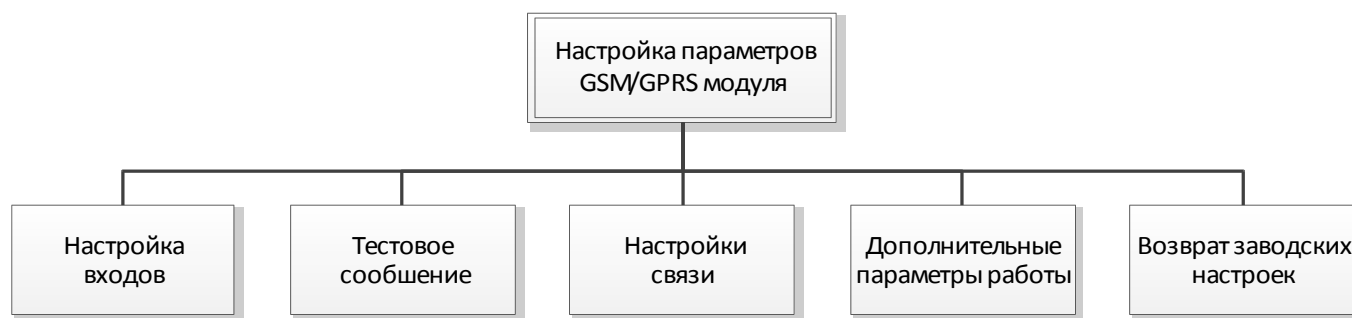 Настройка параметров
GSM/GPRS модуля
Настройка
входов
Тестовое
сообшение
Настройки
связи
Дополнительные
параметры работы
Возврат заводских
настроек